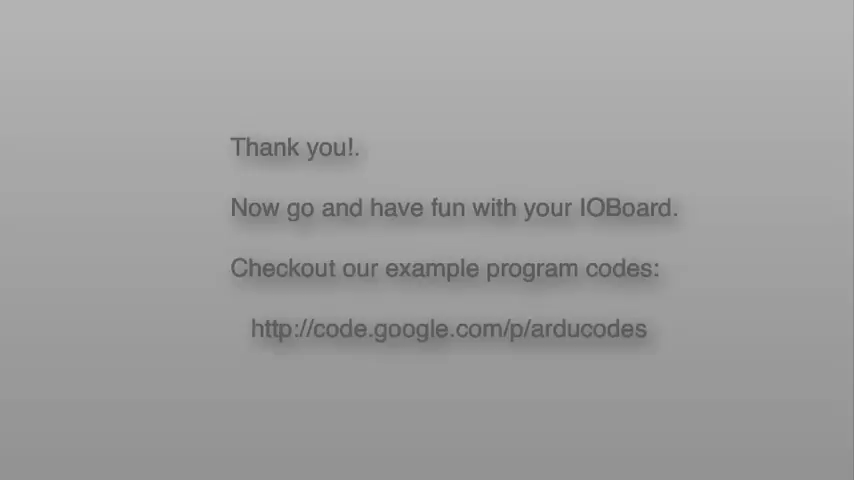 Thank you!.
Now go and have fun with your IOBoard.
Checkout our example program codes:
http://code.google.com/p/arducodes